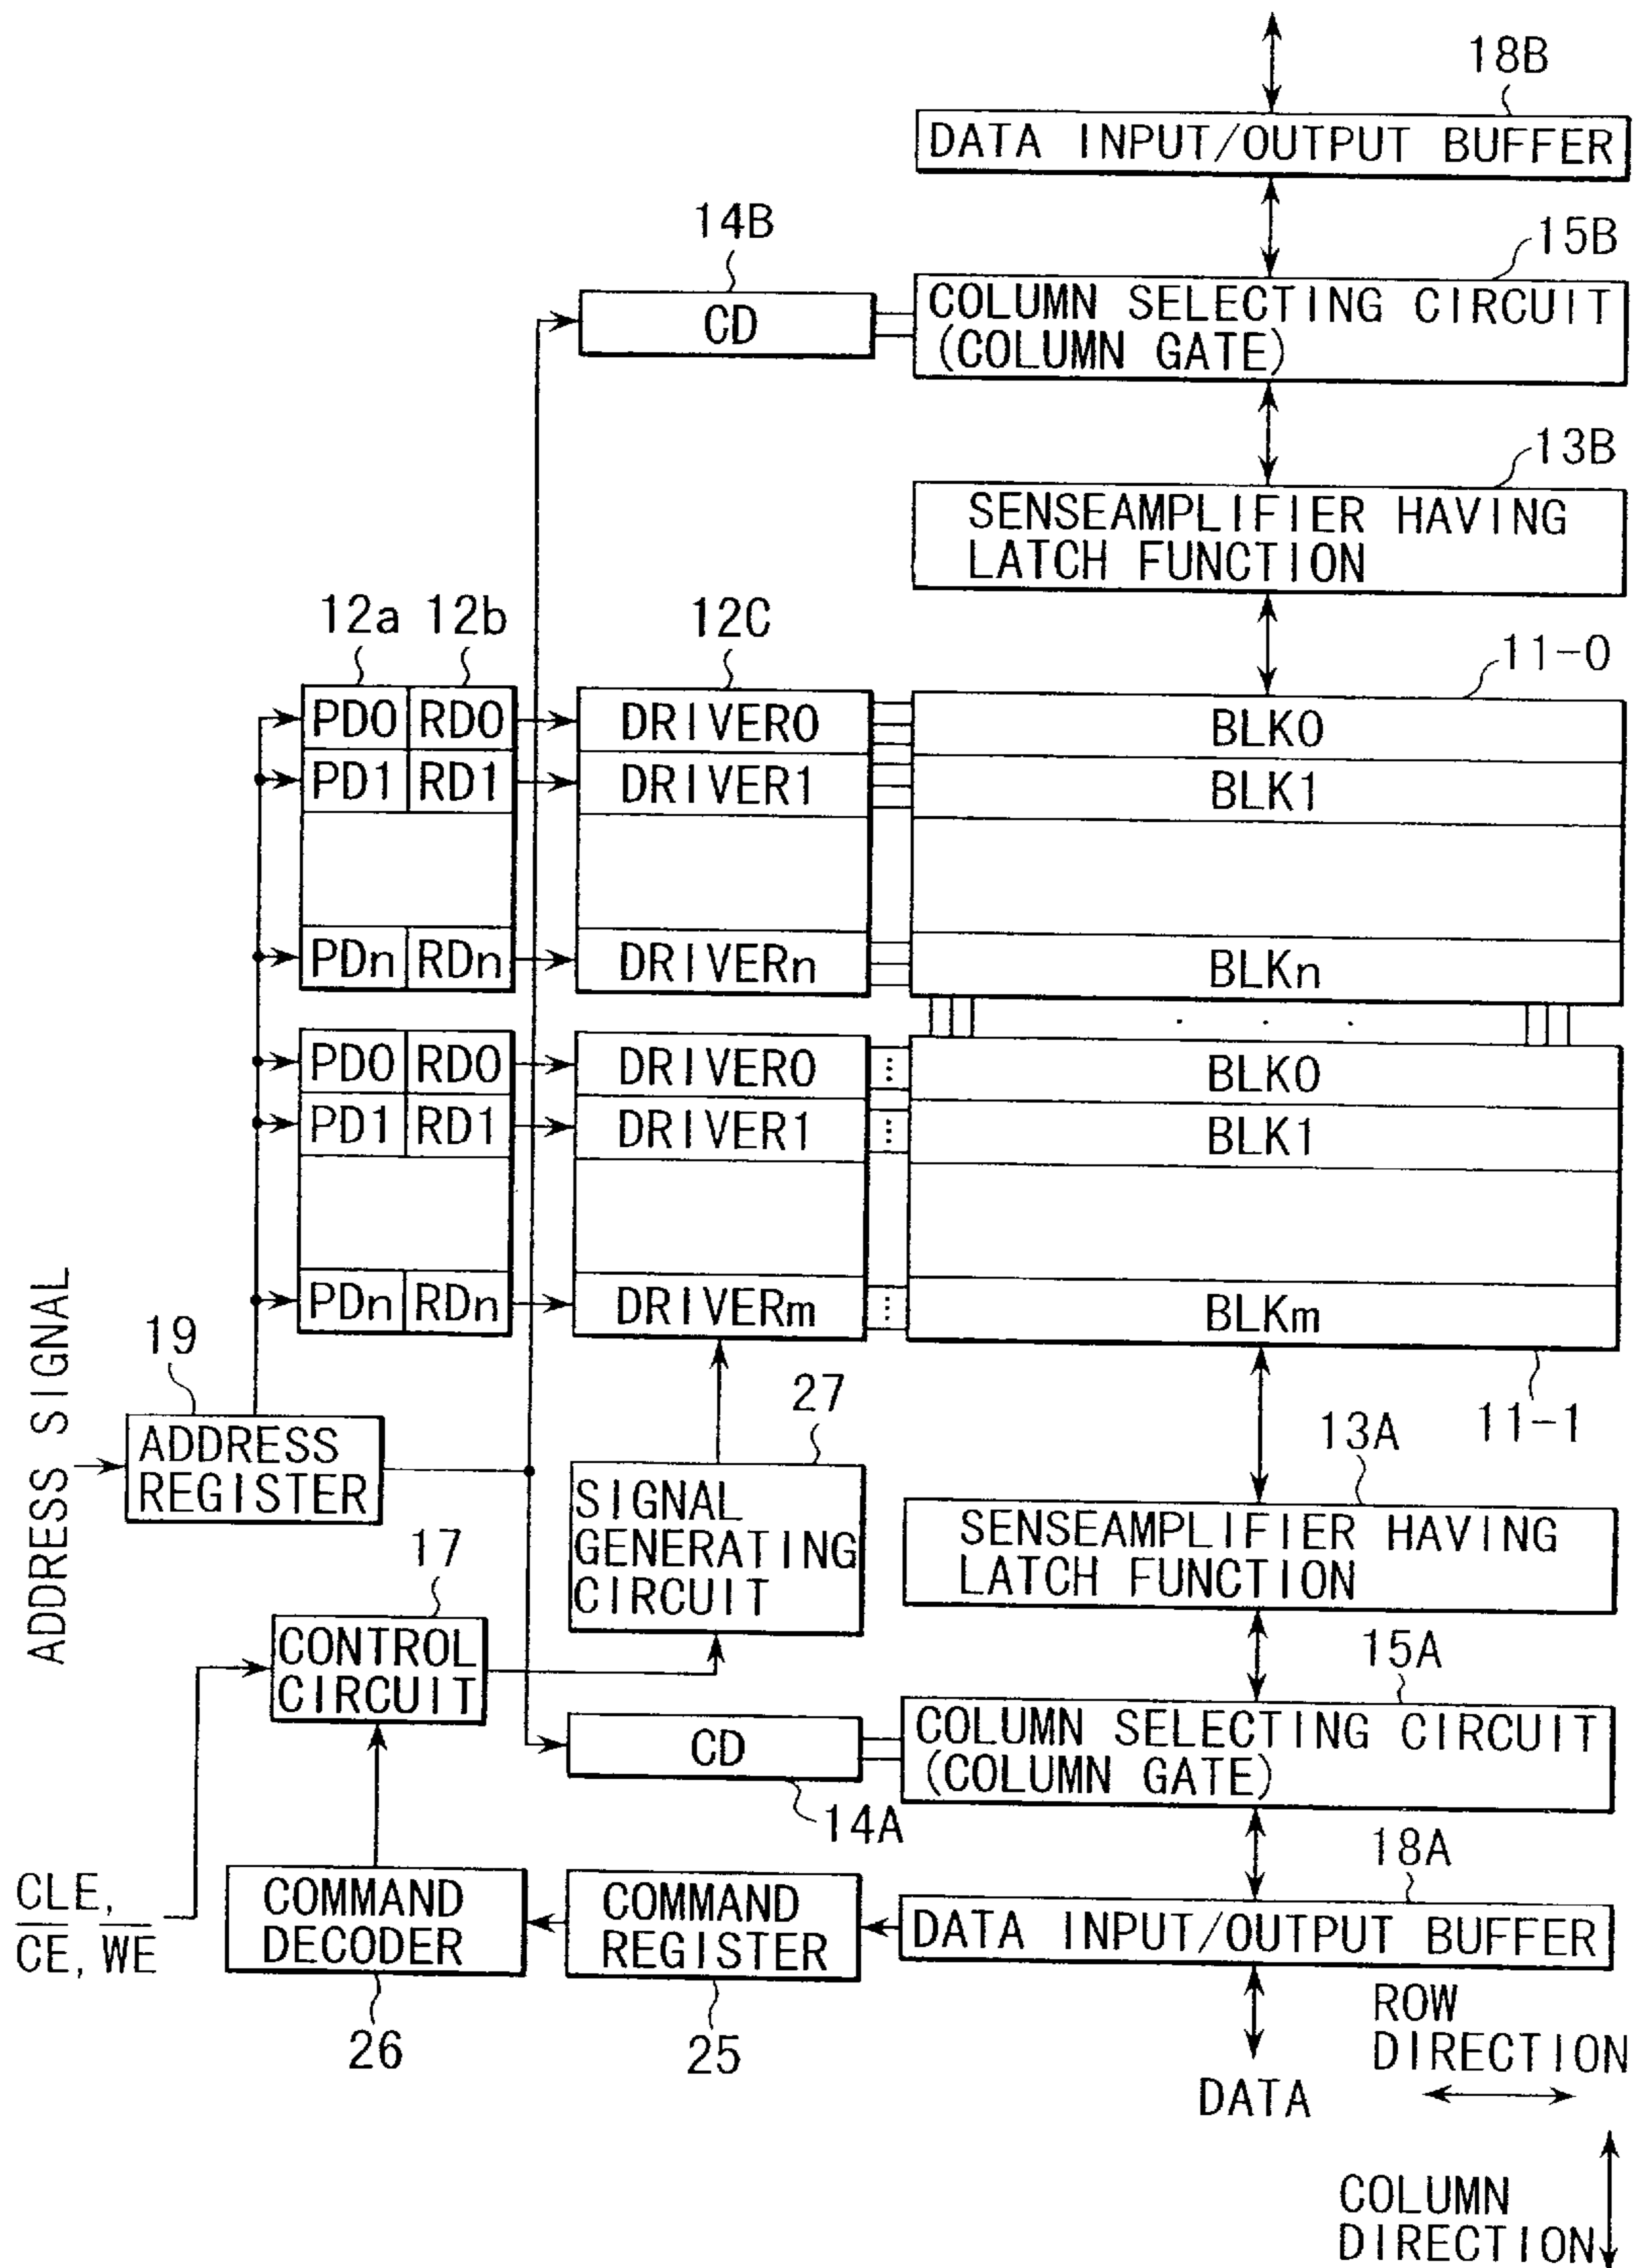 18B
DATA INPUT/OUTPUT BUFFER
14B
15B
CD
COLUMN SELECTING CIRCUIT
(COLUMN GATE)
13B
SENSEAMPLIFIER HAVING
LATCH FUNCTION
12a 12b
12C
11-0
PD0 RD0
DRIVER0
BLK0
PD1 RD1
DRIVER1
BLK1
PDn RDn
DRIVERn
BLKn
. . .
PD0 RD0
DRIVER0
BLK0
PD1 RD1
DRIVER1
BLK1
PDn RDn
DRIVERm
BLKm
ADDRESS SIGNAL
19
ADDRESS
REGISTER
27
11-1
13A
SIGNAL
GENERATING
CIRCUIT
SENSEAMPLIFIER HAVING
LATCH FUNCTION
17
CONTROL
CIRCUIT
15A
CD
COLUMN SELECTING CIRCUIT
(COLUMN GATE)
14A
18A
CLE,
C̅E̅, W̅E̅
COMMAND
DECODER
COMMAND
REGISTER
DATA INPUT/OUTPUT BUFFER
26
25
DATA
ROW
DIRECTION
COLUMN
DIRECTION